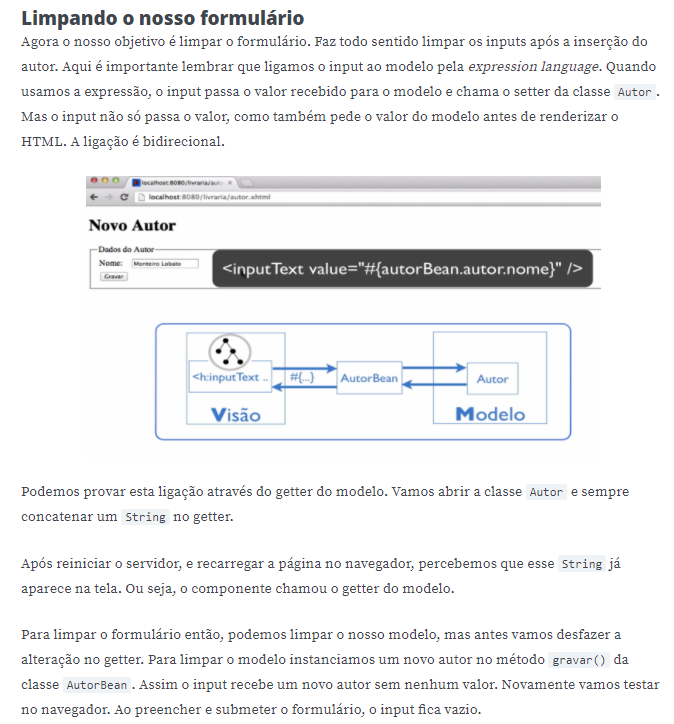 Limpando o nosso formulário
Agora o nosso objetivo é limpar o formulário. Faz todo sentido limpar os inputs após a inserção do
autor. Aqui é importante lembrar que ligamos o input ao modelo pela expression language. Quando
usamos a expressão, o input passa o valor recebido para o modelo e chama o setter da classe Autor.
Mas o input não só passa o valor, como também pede o valor do modelo antes de renderizar o
HTML. A ligação é bidirecional.
localhost:8080/livraria/auto
localhost:8080/livraria/autor.xhtml
Novo Autor
Dados do Autor
Nome: Monteiro Lobato
Gravar
<inputText value="#{autorBean.autor.nome}" />
<h:inputText .. #{...} AutorBean Autor
Visão Modelo
Podemos provar esta ligação através do getter do modelo. Vamos abrir a classe Autor e sempre
concatenar um String no getter.
Após reiniciar o servidor, e recarregar a página no navegador, percebemos que esse String já
aparece na tela. Ou seja, o componente chamou o getter do modelo.
Para limpar o formulário então, podemos limpar o nosso modelo, mas antes vamos desfazer a
alteração no getter. Para limpar o modelo instanciamos um novo autor no método gravar() da
classe AutorBean. Assim o input recebe um novo autor sem nenhum valor. Novamente vamos testar
no navegador. Ao preencher e submeter o formulário, o input fica vazio.